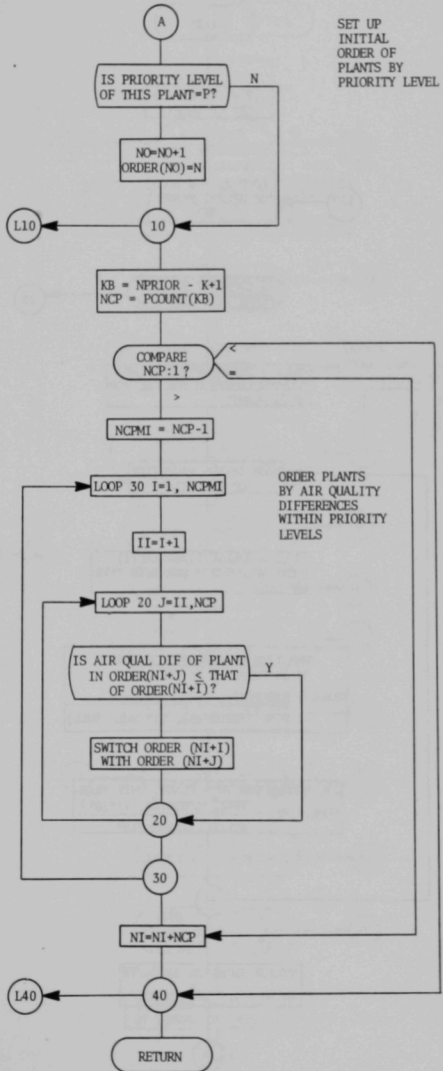 A
SET UP
INITIAL
ORDER OF
PLANTS BY
PRIORITY LEVEL
IS PRIORITY LEVEL
OF THIS PLANT=P?
N
NO=NO+1
ORDER(NO)=N
L10
10
KB = NPRIOR - K+1
NCP = PCOUNT(KB)
COMPARE
NCP:1?
<
=
>
NCPMI = NCP-1
LOOP 30 I=1, NCPMI
ORDER PLANTS
BY AIR QUALITY
DIFFERENCES
WITHIN PRIORITY
LEVELS
II=I+1
LOOP 20 J=II,NCP
IS AIR QUAL DIF OF PLANT
IN ORDER(NI+J) ≤ THAT
OF ORDER(NI+I)?
Y
SWITCH ORDER (NI+I)
WITH ORDER (NI+J)
20
30
NI=NI+NCP
L40
40
RETURN